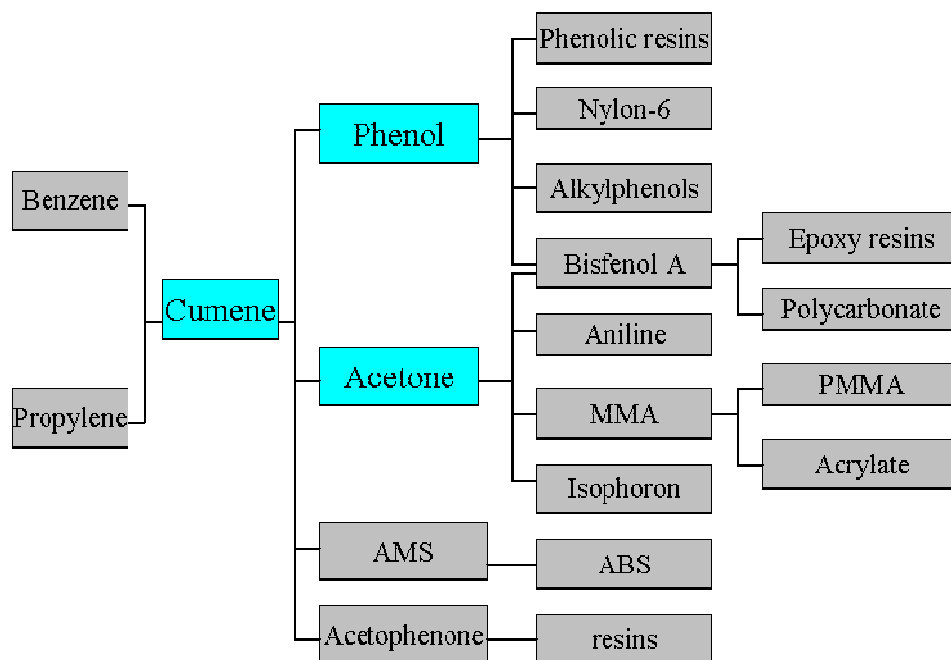 Benzene
Propylene
Cumene
Phenol
Acetone
AMS
Acetophenone
Phenolic resins
Nylon-6
Alkylphenols
Bisfenol A
Aniline
MMA
Isophoron
ABS
resins
Epoxy resins
Polycarbonate
PMMA
Acrylate